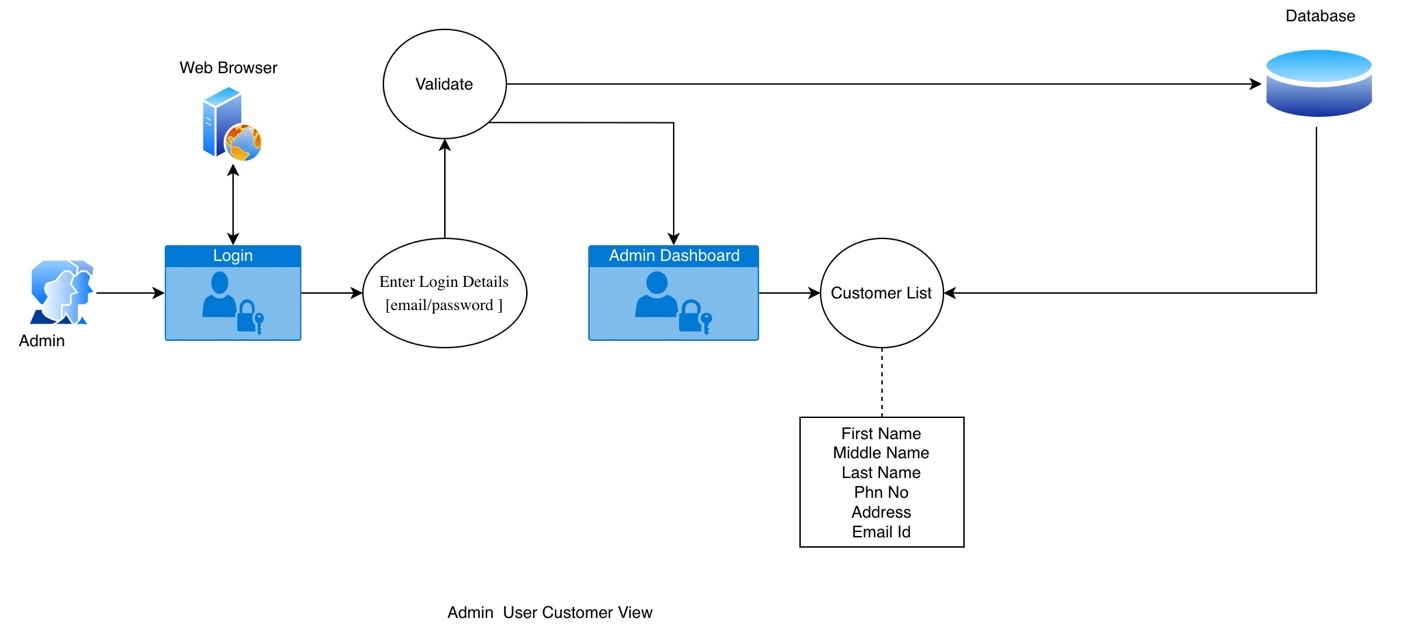 Database
Web Browser
Validate
Login
Enter Login Details
[email/password ]
Admin Dashboard
Customer List
Admin
First Name
Middle Name
Last Name
Phn No
Address
Email Id
Admin  User Customer View